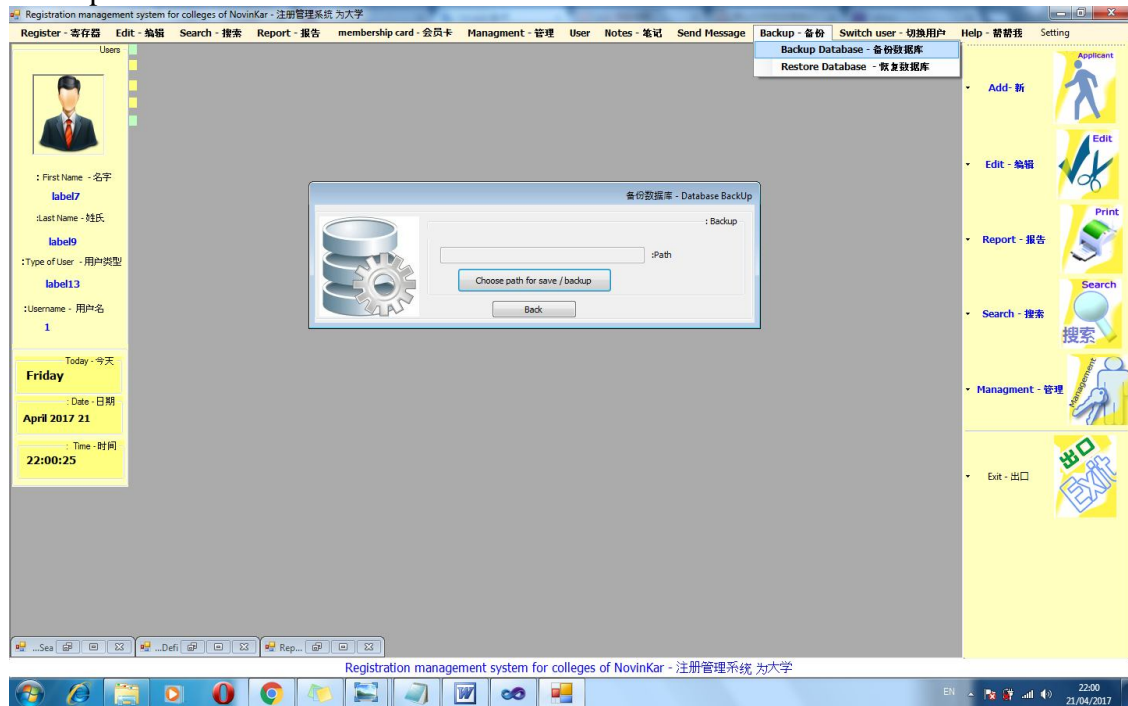 Registration management system for colleges of NovinKar - 注册管理系统 为大学
Register - 寄存器 Edit - 编辑 Search - 搜索 Report - 报告 membership card - 会员卡 Managment - 管理 User Notes - 笔记 Send Message Backup - 备份 Switch user - 切换用户 Help - 帮帮我 Setting
Backup Database - 备份数据库
Restore Database - 恢复数据库
Users
: First Name - 名字
label7
:Last Name - 姓氏
label9
:Type of User - 用户类型
label13
:Username - 用户名
1
Today - 今天
Friday
: Date - 日期
April 2017 21
: Time - 时间
22:00:25
备份数据库 - Database BackUp
: Backup
:Path
Choose path for save / backup
Back
Applicant
Add- 新
Edit
Edit - 编辑
Print
Report - 报告
Search
Search - 搜索
搜索
Management
Managment - 管理
出口
Exit
Exit - 出口
...Sea ...Defi Rep...
Registration management system for colleges of NovinKar - 注册管理系统 为大学
EN
22:00
21/04/2017